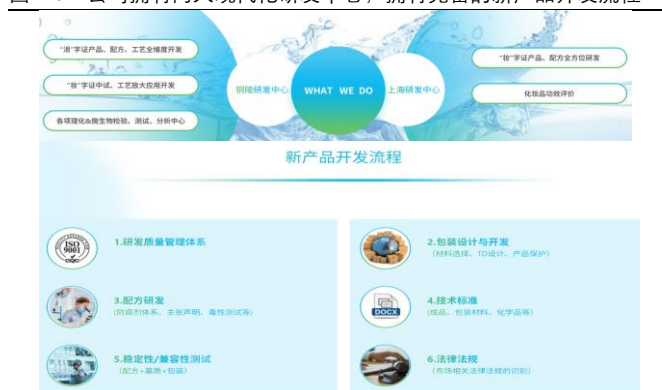 "消"字证产品、配方、工艺全维度开发
"妆"字证中试、工艺放大应用开发
各项理化&微生物检验、测试、分析中心
铜陵研发中心
WHAT WE DO
上海研发中心
"妆"字证产品、配方全方位研发
化妆品功效评价
新产品开发流程
ISO
9001
1.研发质量管理体系
2.包装设计与开发
(材料选择、TD设计、产品保护)
3.配方研发
(防腐剂体系、主张声明、毒性测试等)
DOCX
4.技术标准
(成品、包装材料、化学品等)
5.稳定性/兼容性测试
(配方+基质+包装)
6.法律法规
(市场相关法律法规的识别)